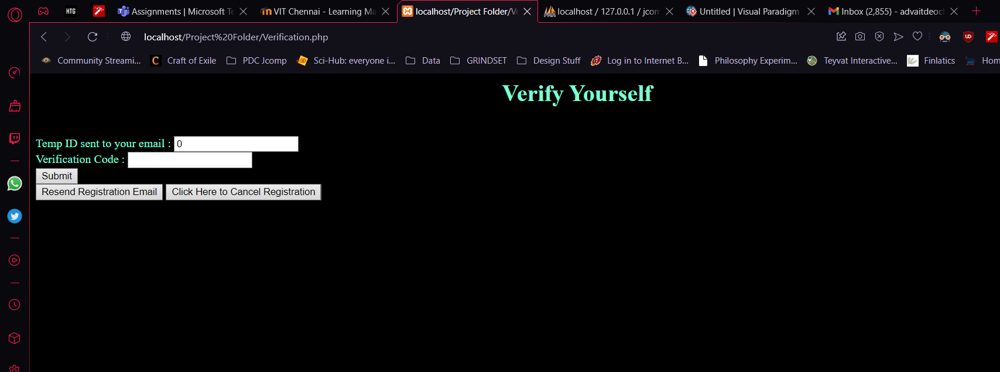 HTG Assignments | Microsoft Te VIT Chennai - Learning Ma localhost/Project Folder/Ve localhost / 127.0.0.1 / jcom Untitled | Visual Paradigm Inbox (2,855) - advaitdeoc
localhost/Project%20Folder/Verification.php
Community Streami... C Craft of Exile PDC Jcomp Sci-Hub: everyone i... Data GRINDSET Design Stuff Log in to Internet B... Philosophy Experim... Teyvat Interactive... Finlatics Hom
Verify Yourself
Temp ID sent to your email : 0
Verification Code :
Submit
Resend Registration Email Click Here to Cancel Registration